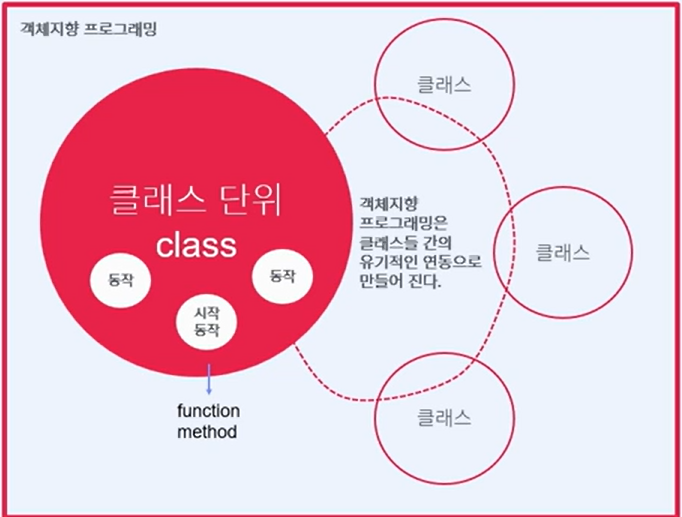 객체지향 프로그래밍
클래스
클래스 단위
class
객체지향
프로그래밍은
클래스들 간의
유기적인 연동으로
만들어 진다.
클래스
동작
동작
시작
동작
function
method
클래스